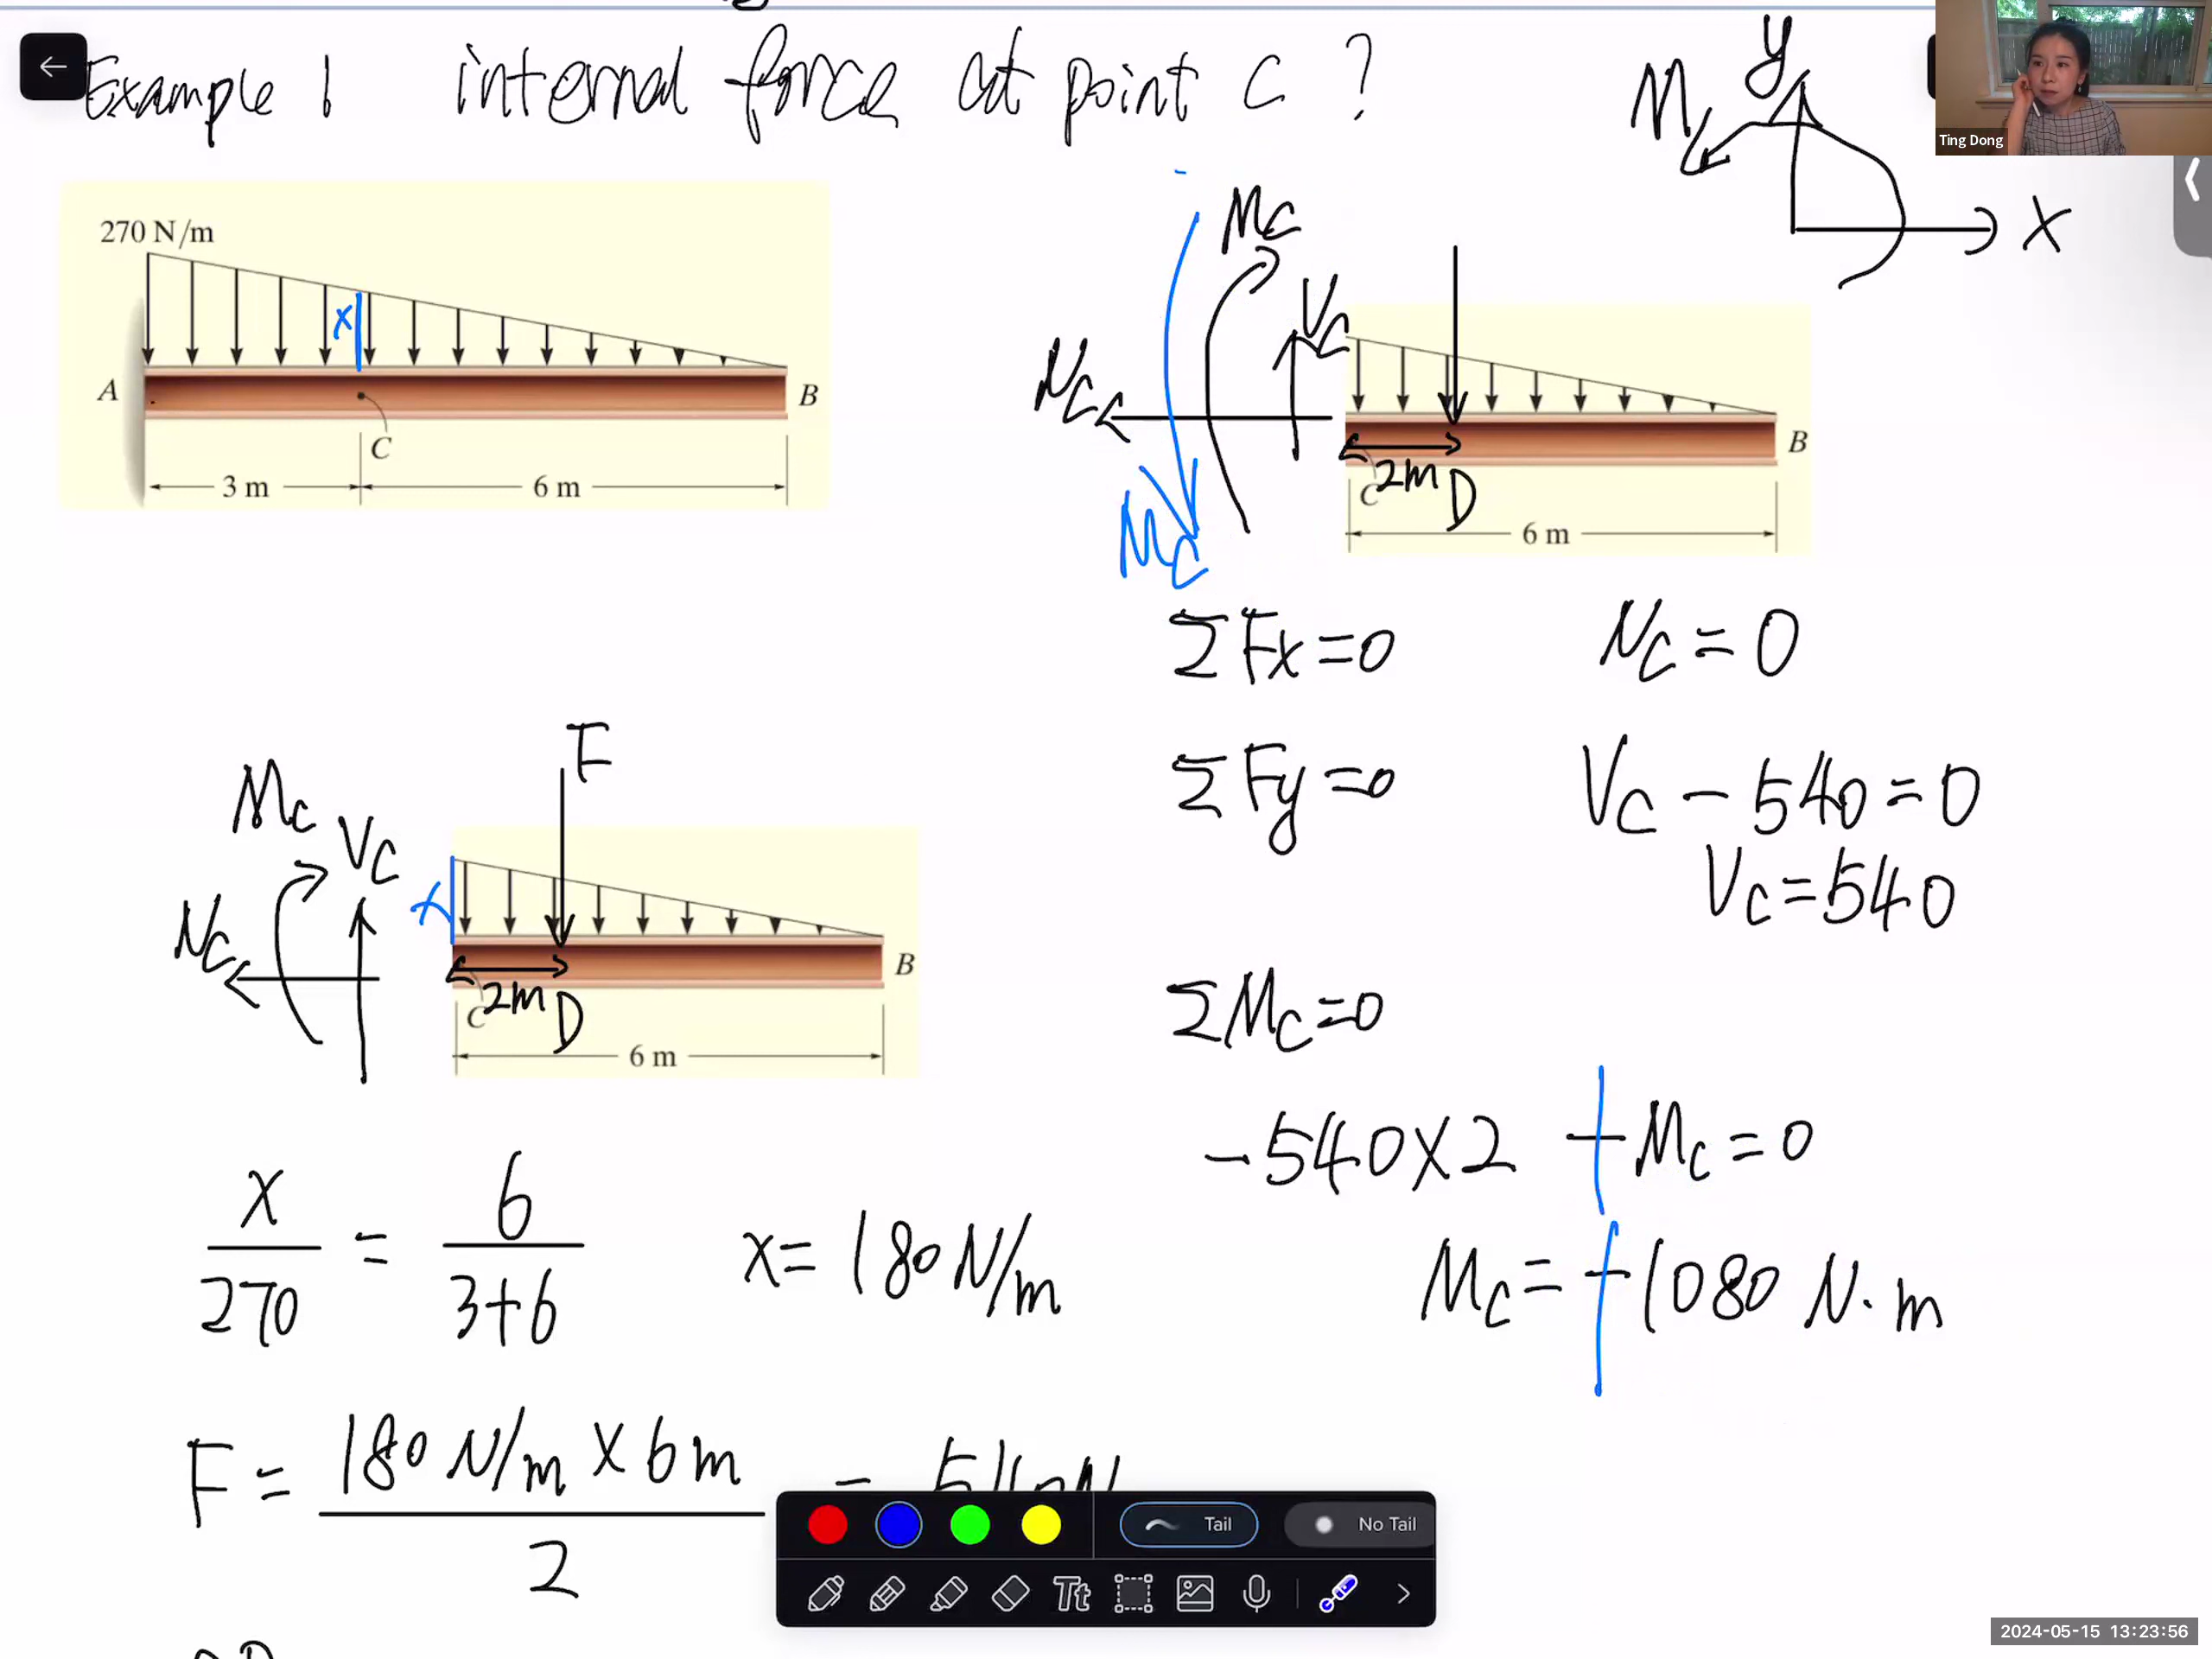 Example 1 internal force at point C ?
M
y
x
Ting Dong
270 N/m
x
A
B
C
3 m
6 m
Mc
Vc
Nc
Mc
B
C
2m
D
6 m
ΣFx=0
Nc=0
ΣFy=0
Vc-540=0
Vc=540
ΣMc=0
-540×2 +Mc=0
Mc=+1080 N·m
F
Mc
Vc
Nc
x
B
C
2m
D
6 m
x/270 = 6/3+6
x= 180 N/m
F= 180 N/m × 6m / 2 = 540N
Tail
No Tail
Tt
2024-05-15 13:23:56